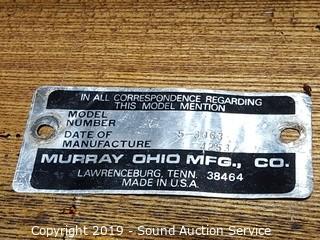 IN ALL CORRESPONDENCE REGARDING
THIS MODEL MENTION
MODEL
NUMBER
DATE OF
MANUFACTURE
MURRAY OHIO MFG., CO.
LAWRENCEBURG, TENN. 38464
MADE IN U.S.A.
Copyright 2019 - Sound Auction Service